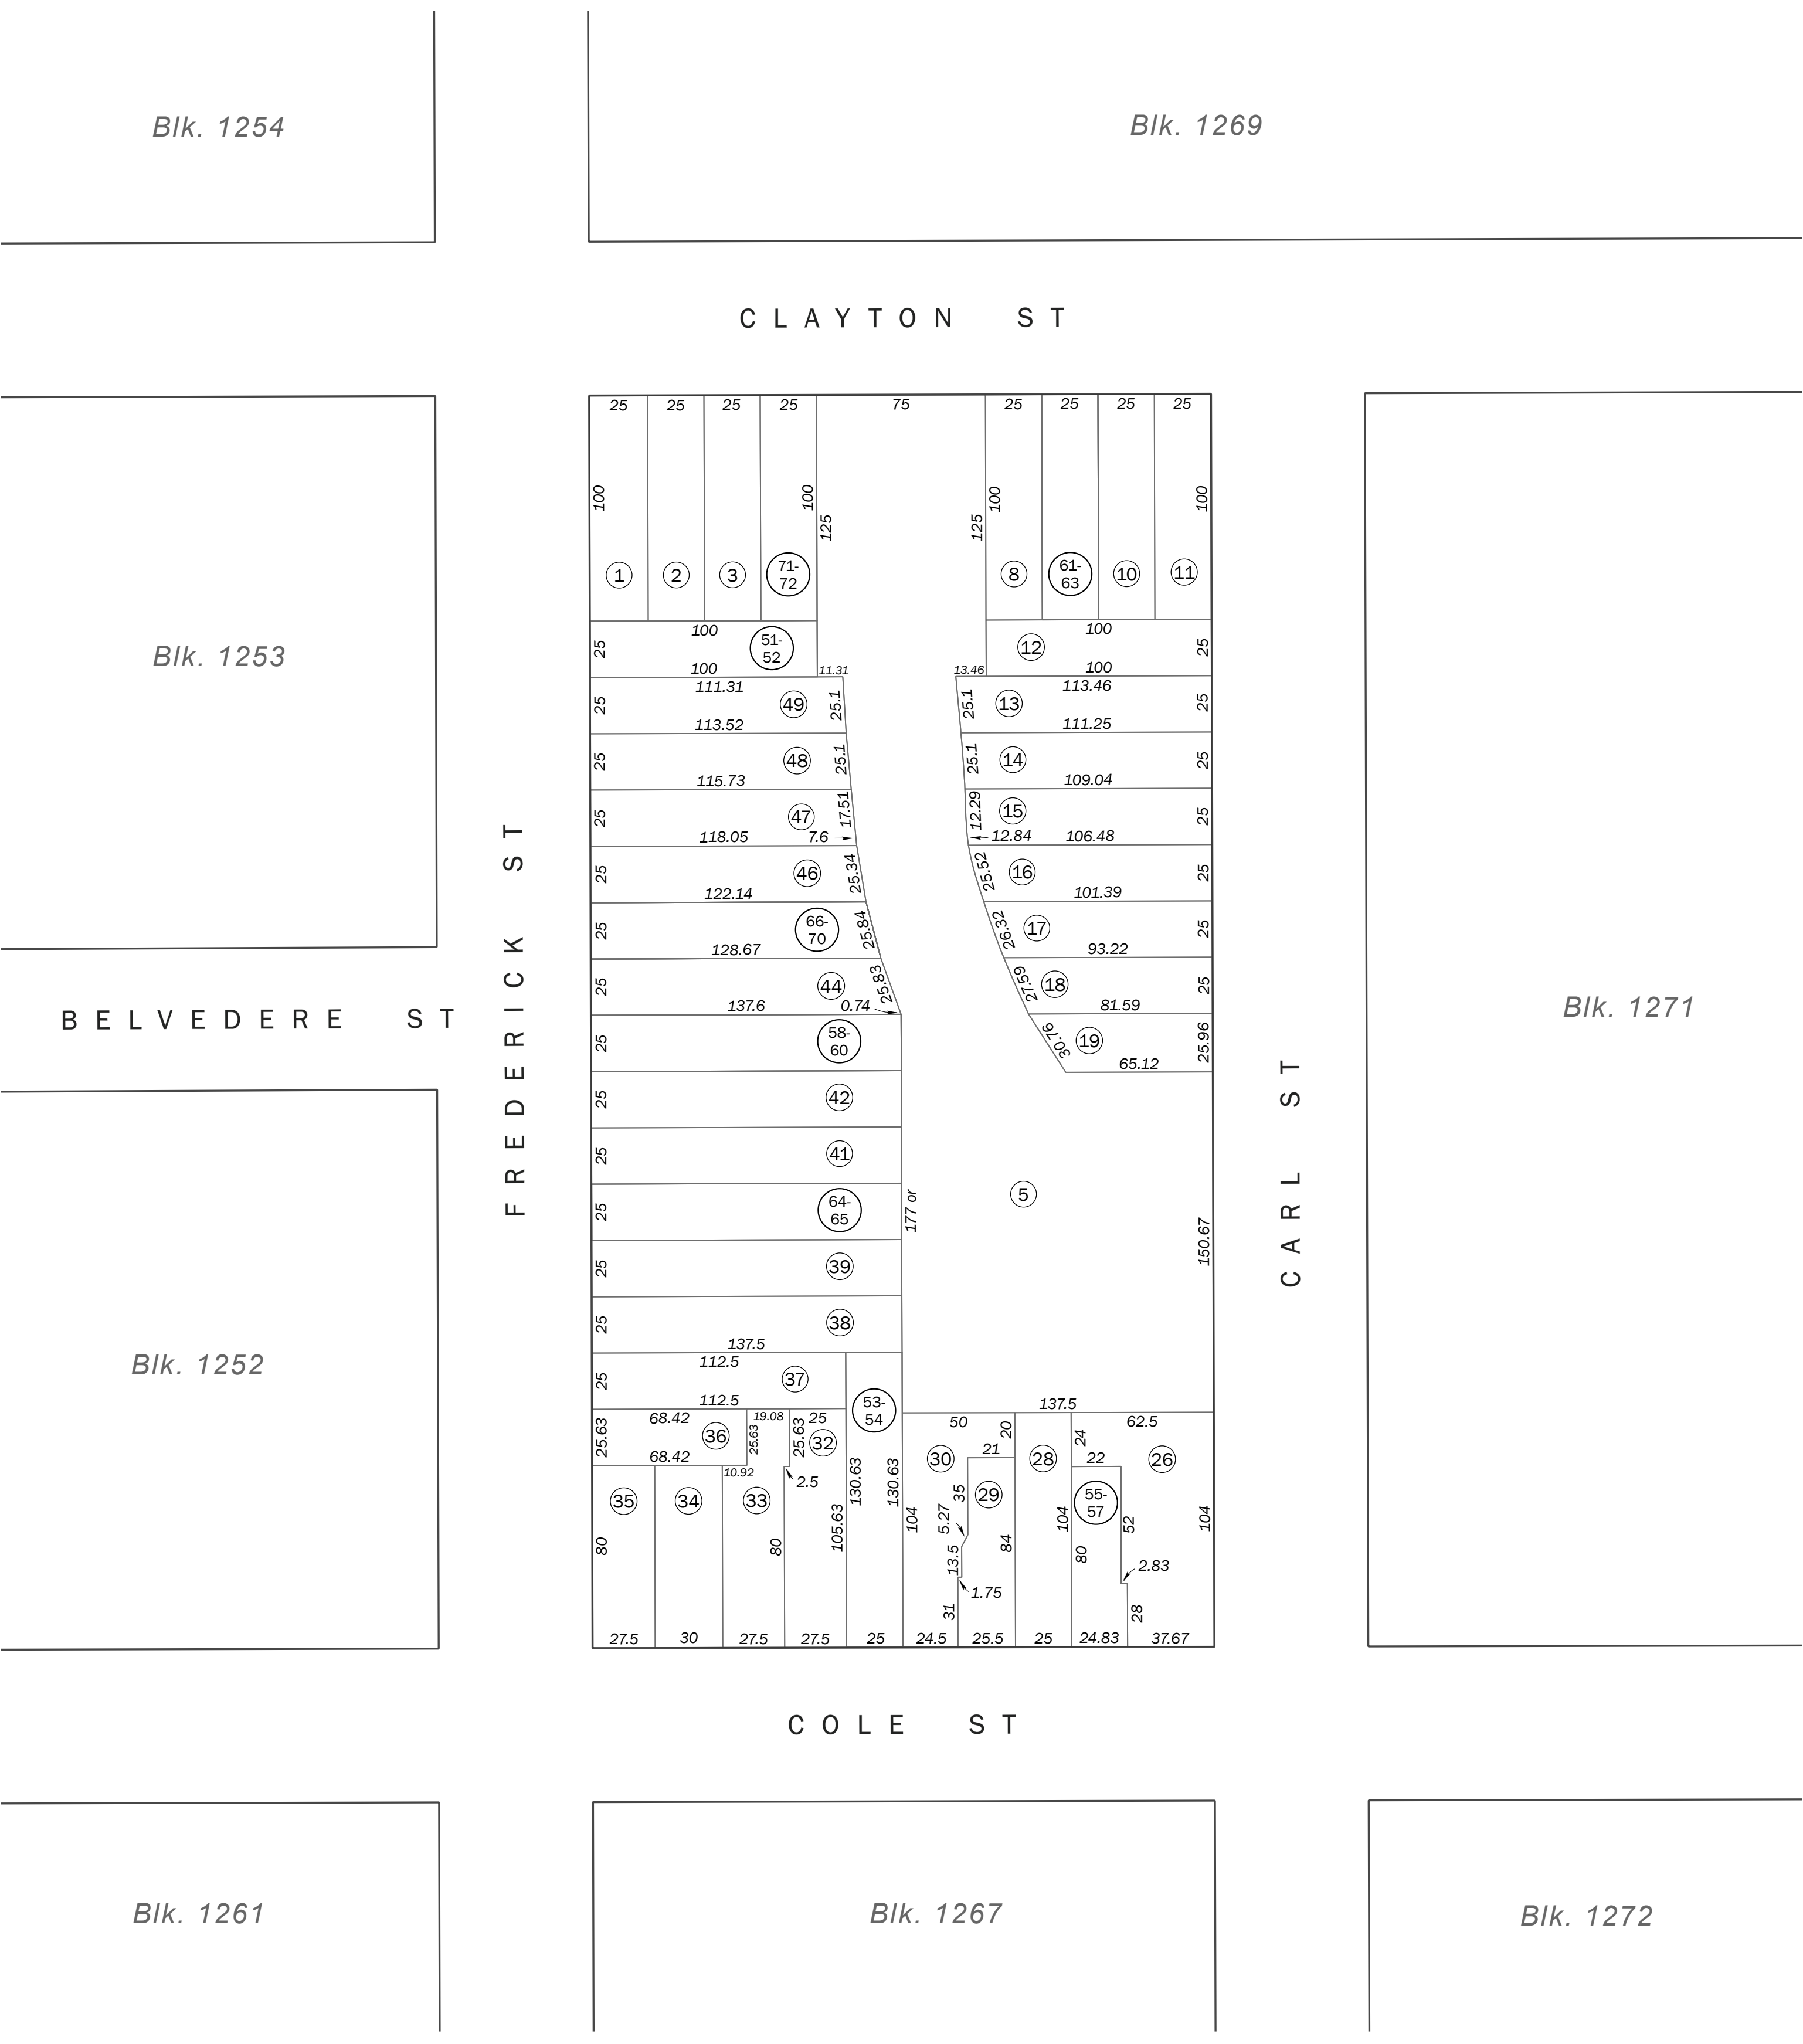 Blk. 1254
Blk. 1269
CLAYTON ST
25 25 25 25 75 25 25 25 25
100 100 125 125 100 100
1 2 3 71-72 8 61-63 10 11
Blk. 1253
25 100 51-52 100 11.31
13.46 12 100 100 25
25 111.31 49 113.52 25.1
25.1 13 113.46 111.25 25
25 48 115.73 25.1
25.1 14 109.04 25
25 47 118.05 17.51 7.6
12.29 15 12.84 106.48 25
25 46 122.14 25.34
25.52 16 101.39 25
25 66-70 128.67 25.84
26.32 17 93.22 25
25 44 137.6 0.74 25.83
27.59 18 81.59 25
25 58-60
30.76 19 65.12 25.96
BELVEDERE ST
FREDERICK ST
CARL ST
Blk. 1271
25 42
25 41
25 64-65
177 or
5
150.67
25 39
25 38
137.5
Blk. 1252
112.5
25 37
112.5
53-54
137.5
68.42 19.08 25
50 20 24 62.5
25.63 36 25.63 25.63 32
30 21 28 22 26
68.42 10.92 2.5
35 34 33
130.63 130.63
35 29 55-57
80 80 105.63
104 5.27 13.5 84 104 80 52 104
1.75 2.83
31 28
27.5 30 27.5 27.5 25 24.5 25.5 25 24.83 37.67
COLE ST
Blk. 1261
Blk. 1267
Blk. 1272